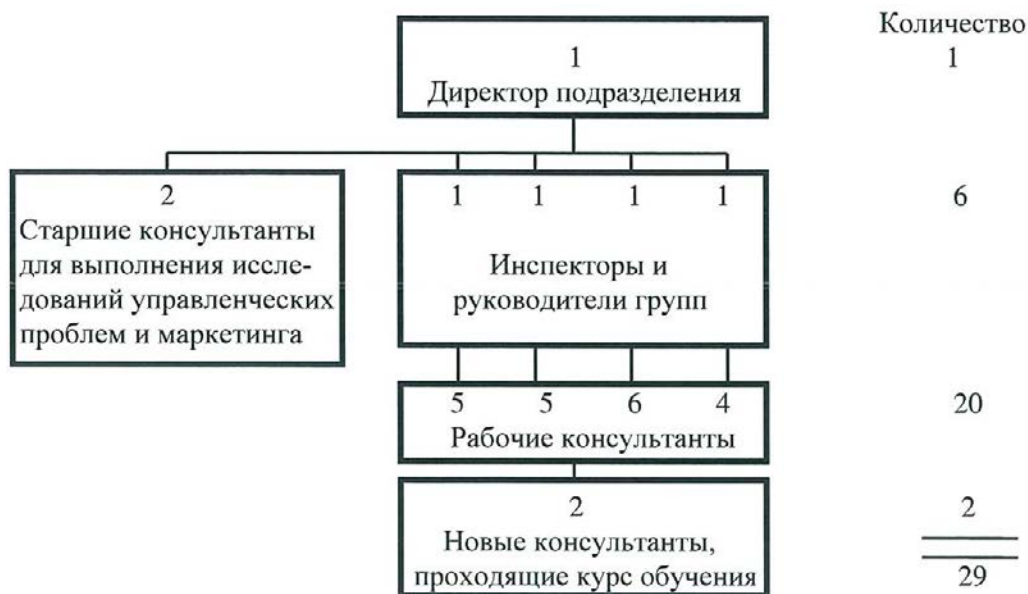 Количество
1
Директор подразделения
1
2
Старшие консультанты
для выполнения иссле-
дований управленческих
проблем и маркетинга
1 1 1 1
Инспекторы и
руководители групп
6
5 5 6 4
Рабочие консультанты
20
2
Новые консультанты,
проходящие курс обучения
2
29